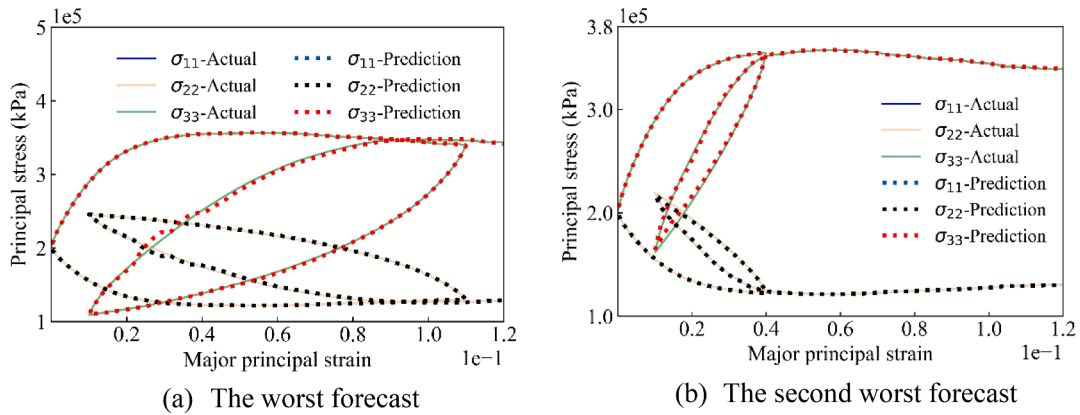 1e5
5
4
3
2
1
0.2
0.4
0.6
0.8
1.0
1.2
1e−1
Principal stress (kPa)
Major principal strain
σ11-Actual
σ22-Actual
σ33-Actual
σ11-Prediction
σ22-Prediction
σ33-Prediction
(a) The worst forecast
1e5
3.8
3.0
2.0
1.0
0.2
0.4
0.6
0.8
1.0
1.2
1e−1
Principal stress (kPa)
Major principal strain
σ11-Actual
σ22-Actual
σ33-Actual
σ11-Prediction
σ22-Prediction
σ33-Prediction
(b) The second worst forecast